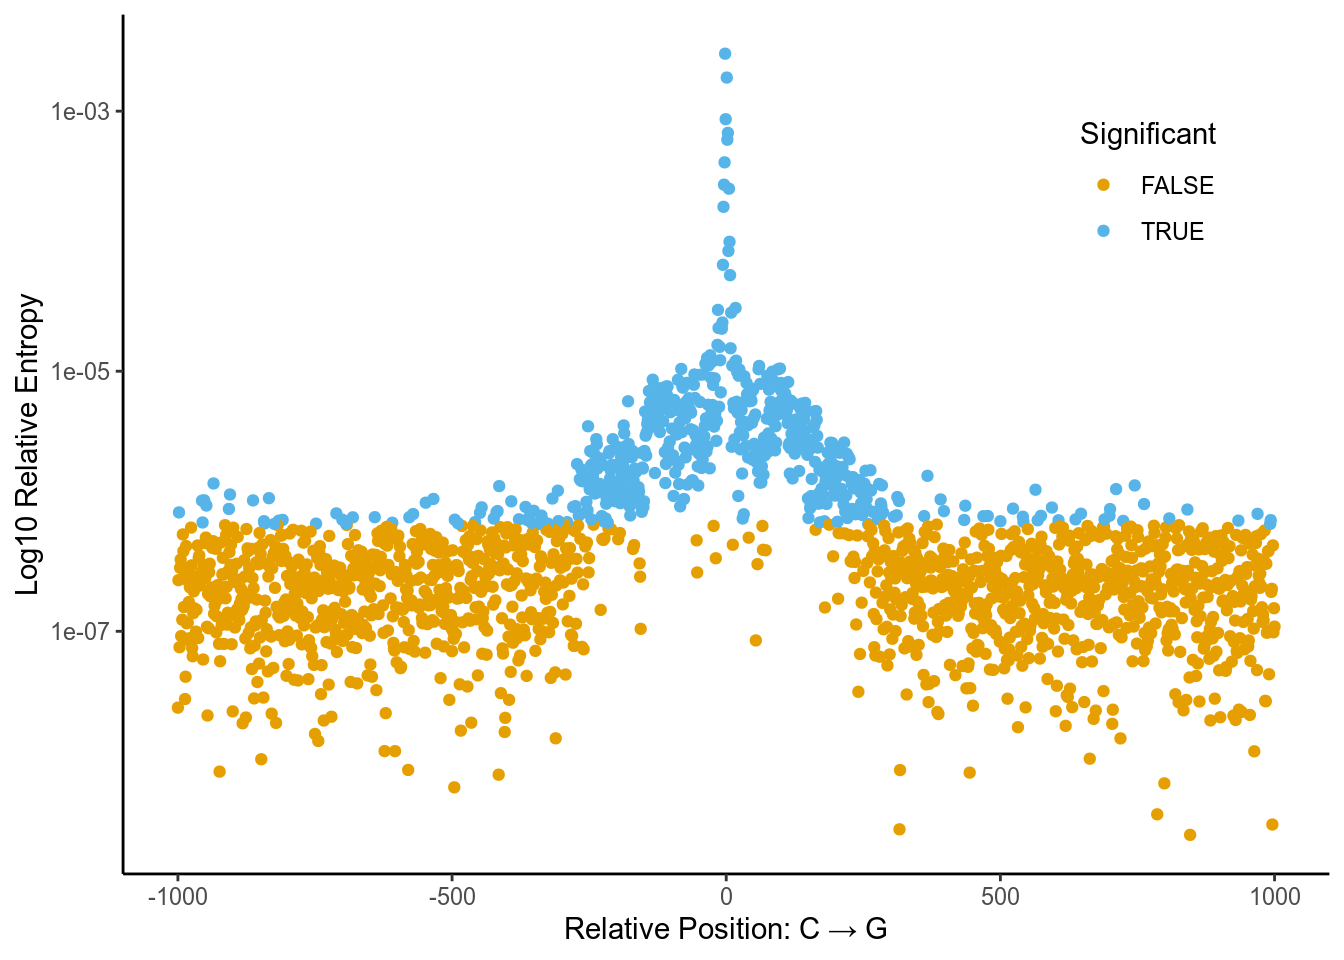 Log10 Relative Entropy
1e-03
1e-05
1e-07
Significant
FALSE
TRUE
-1000
-500
0
500
1000
Relative Position: C → G